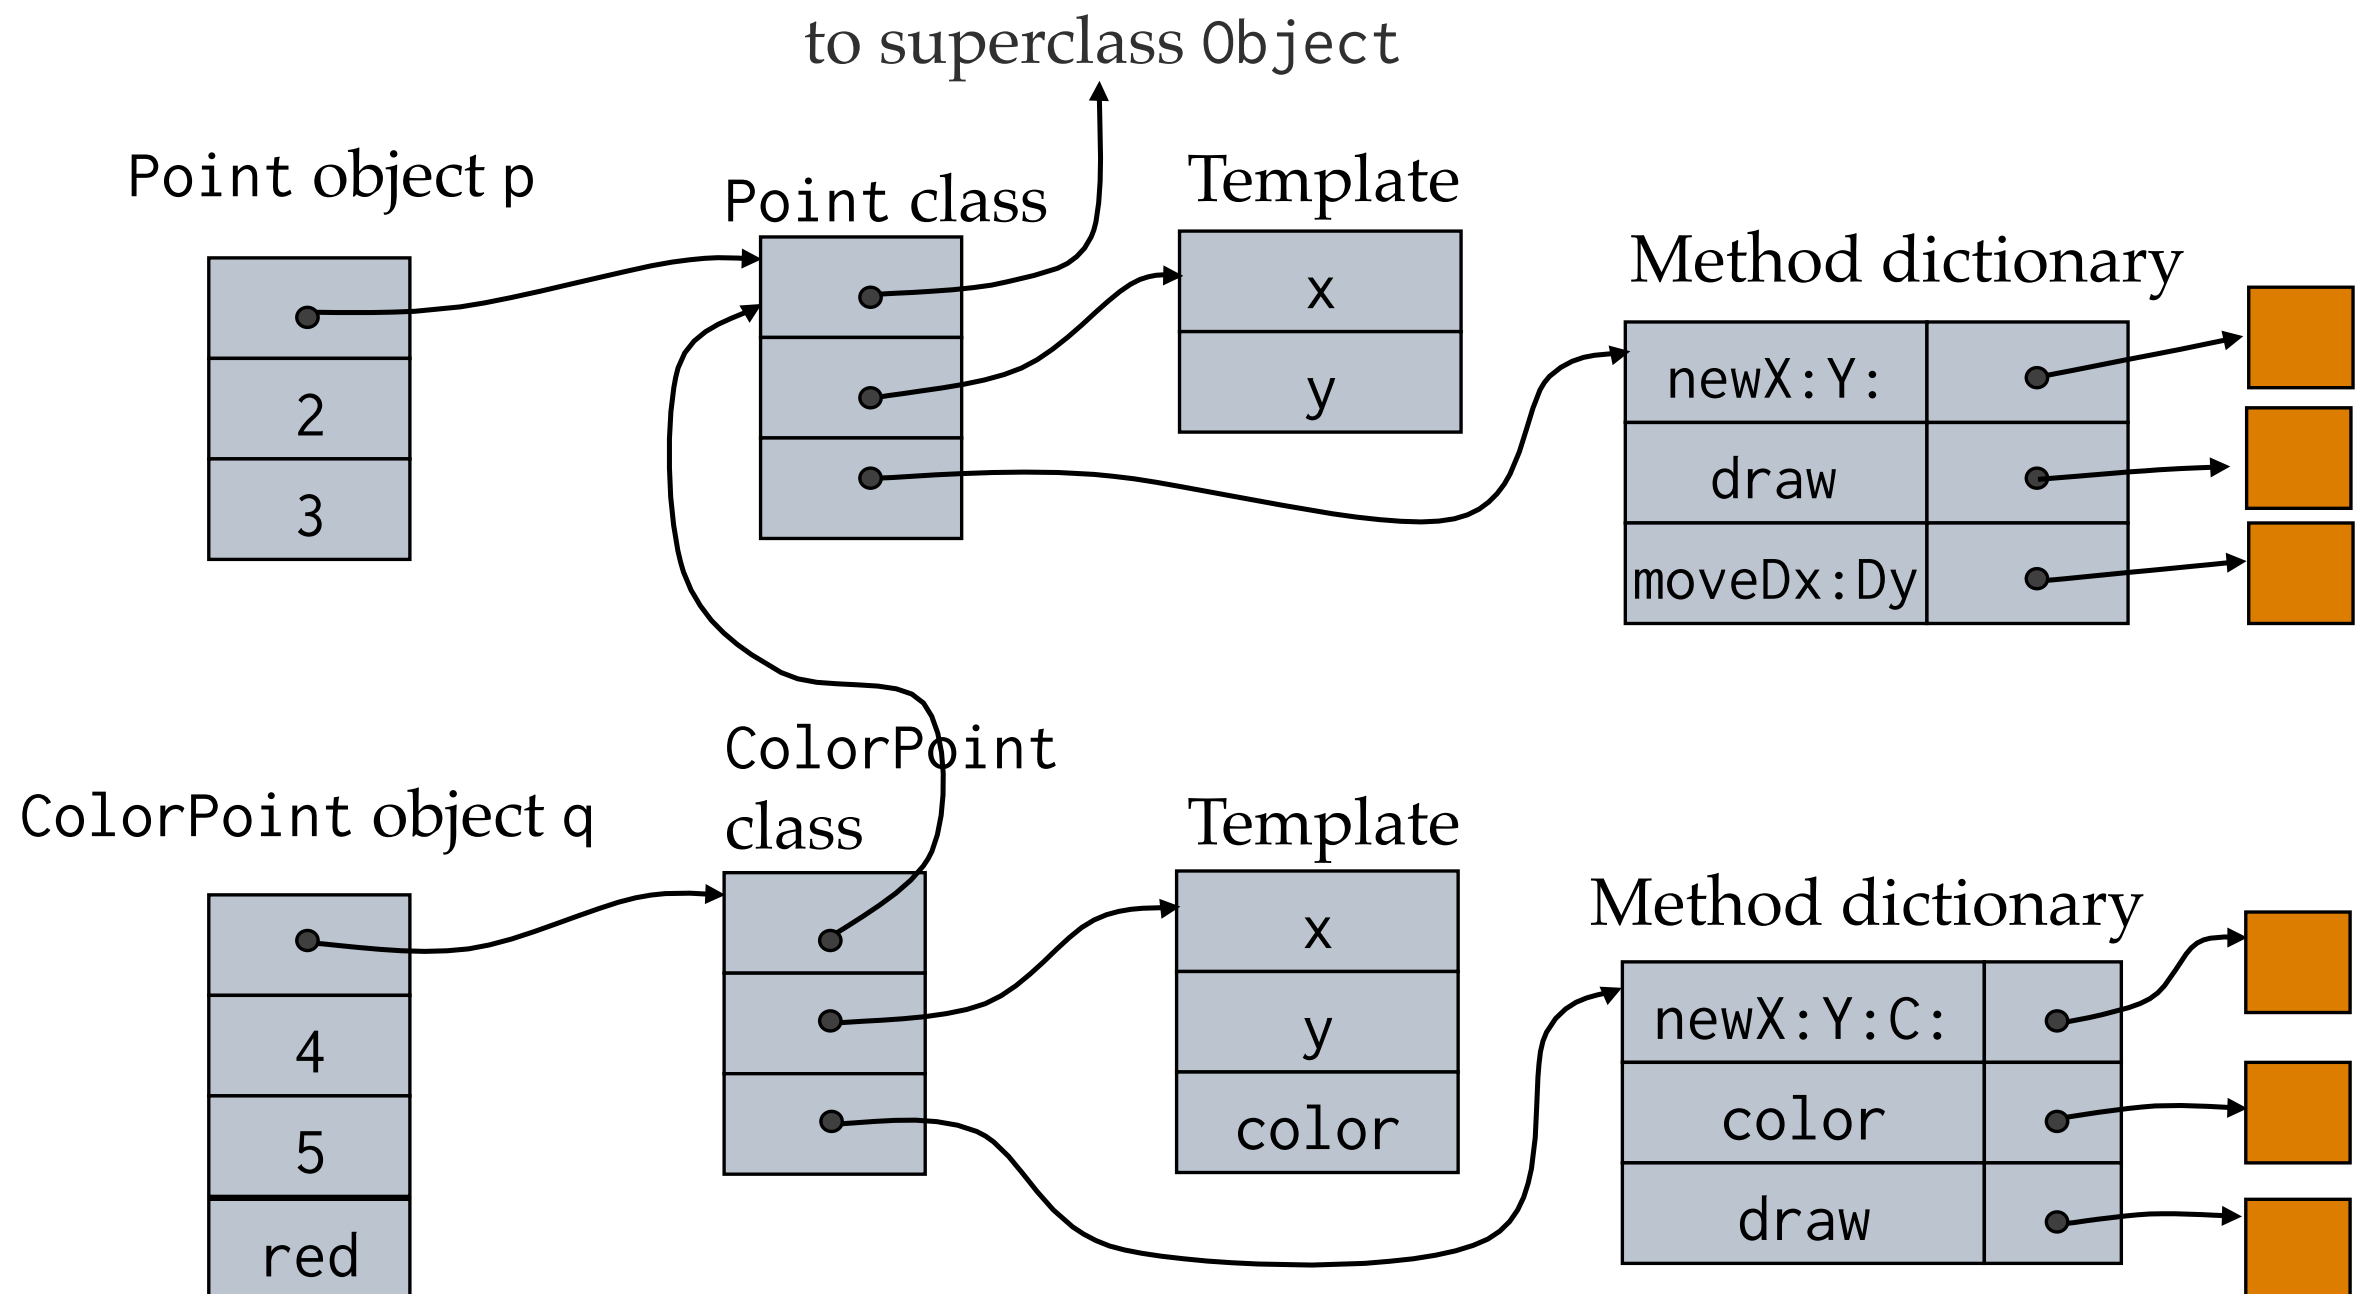 to superclass Object
Point object p
Point class
Template
Method dictionary
2
3
x
y
newX:Y:
draw
moveDx:Dy
ColorPoint object q
ColorPoint
class
Template
Method dictionary
4
5
red
x
y
color
newX:Y:C:
color
draw